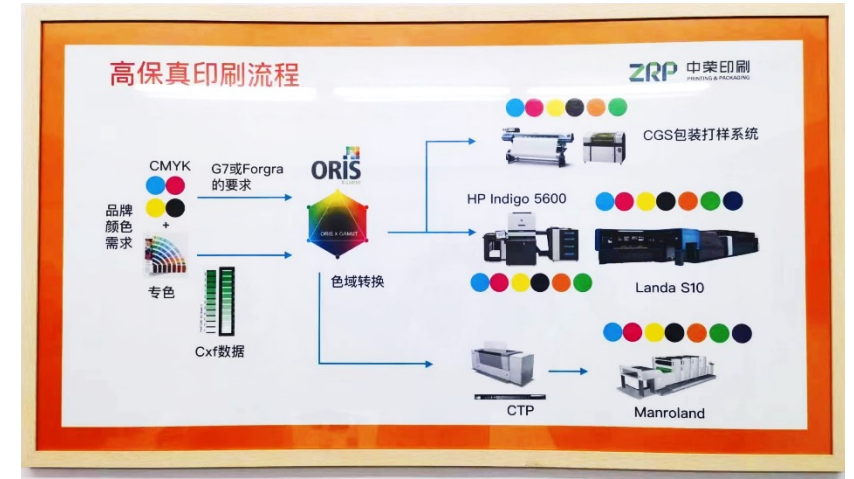 高保真印刷流程
ZRP 中荣印刷
PRINTING & PACKAGING
CGS包装打样系统
CMYK
G7或Forgra
的要求
ORIS
HP Indigo 5600
品牌
颜色
需求
+
ORIS X GAMUT
专色
色域转换
Landa S10
Cxf数据
CTP
Manroland